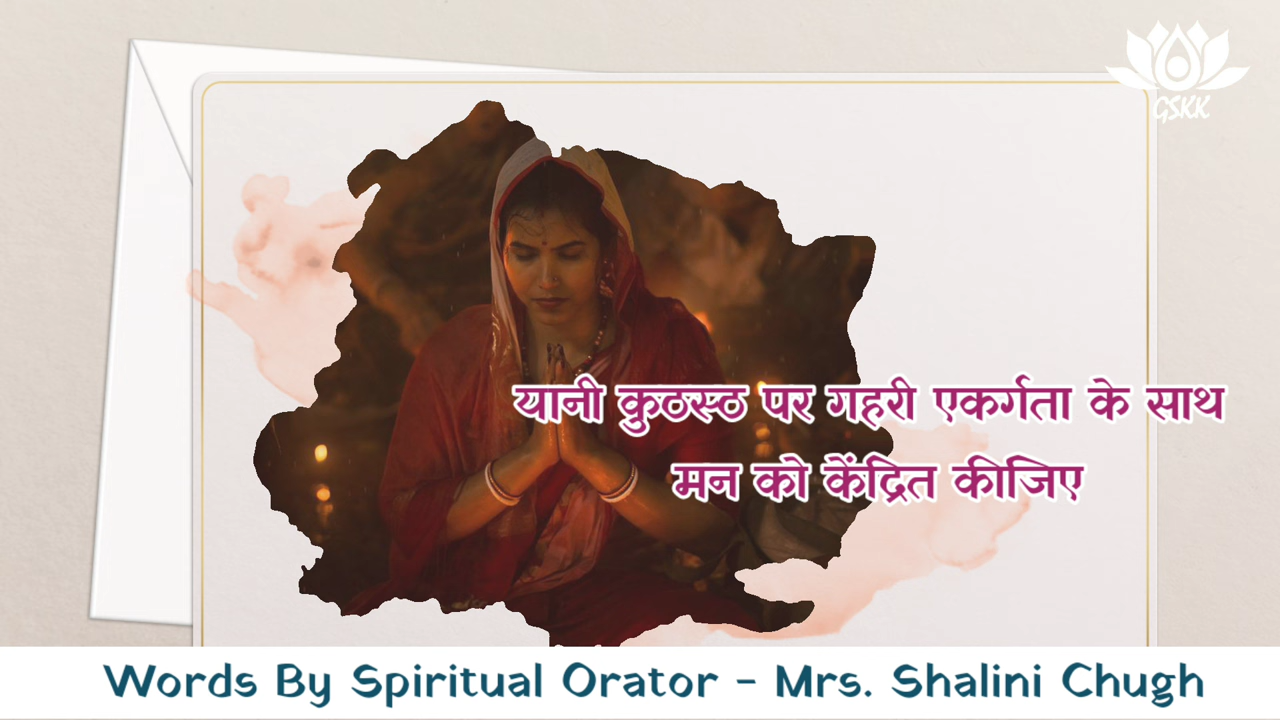 GSKK
यानी कुठस्ठ पर गहरी एकर्गता के साथ
मन को केंद्रित कीजिए
Words By Spiritual Orator - Mrs. Shalini Chugh